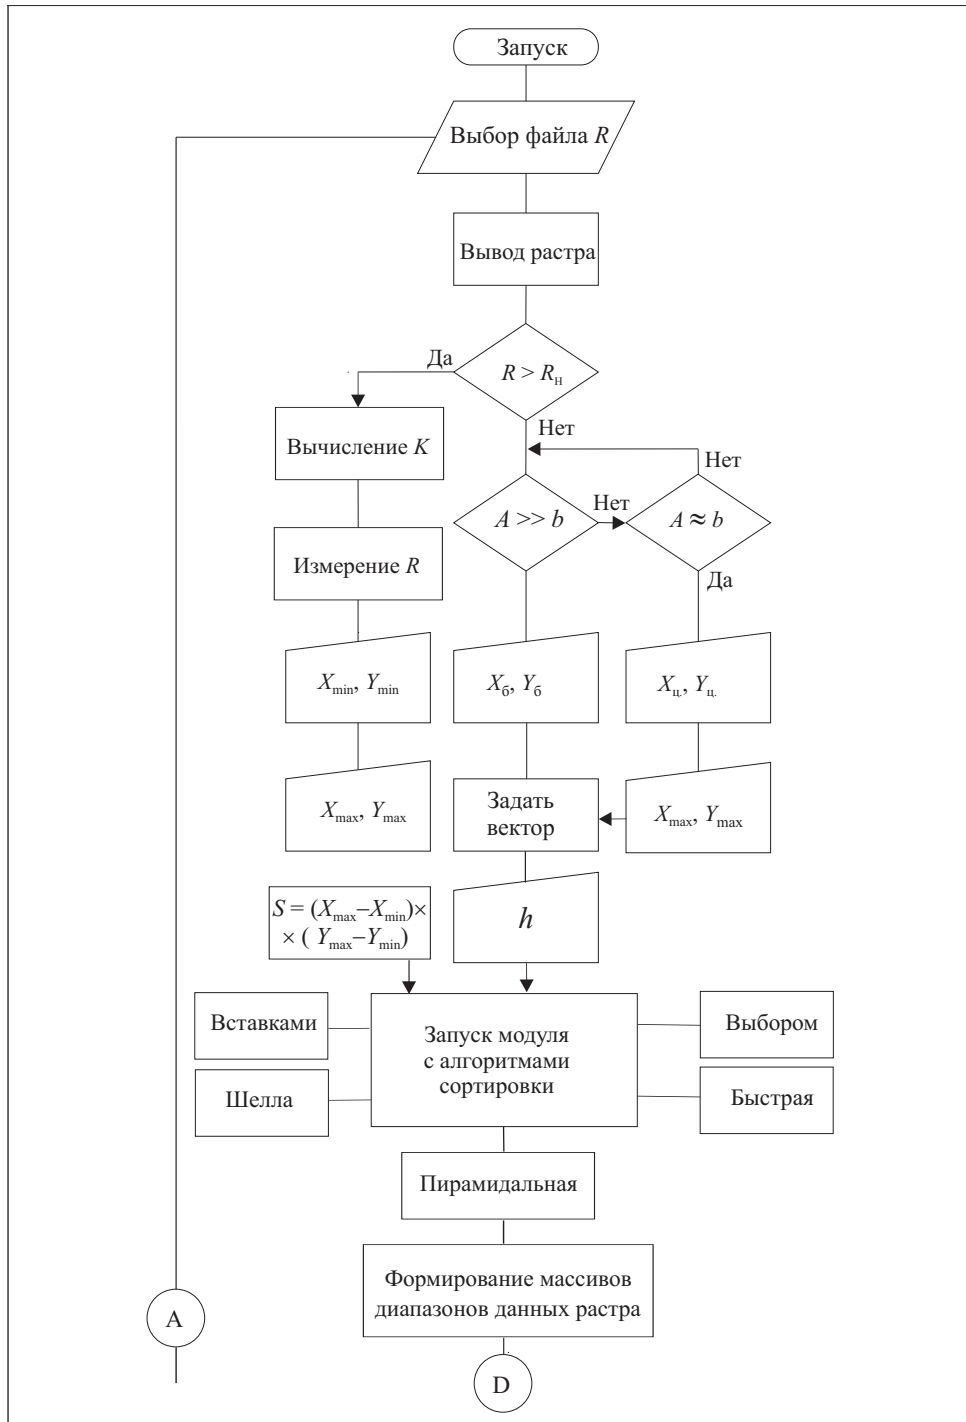 Запуск
Выбор файла R
Вывод растра
Да
R > Rн
Нет
Вычисление K
Нет
A >> b
Нет
A ≈ b
Измерение R
Да
Xmin, Ymin
Xб, Yб
Xц, Yц.
Xmax, Ymax
Задать
вектор
Xmax, Ymax
S = (Xmax–Xmin)×
× ( Ymax–Ymin)
h
Вставками
Запуск модуля
с алгоритмами
сортировки
Выбором
Шелла
Быстрая
Пирамидальная
Формирование массивов
диапазонов данных растра
A
D